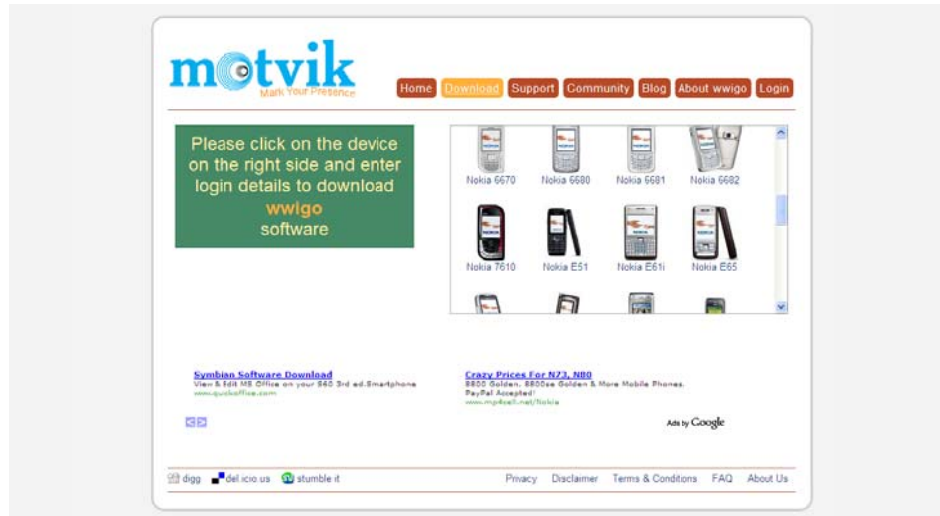 motvik
Mark Your Presence
Home Download Support Community Blog About wwigo Login
Please click on the device
on the right side and enter
login details to download
wwigo
software
Nokia 6670 Nokia 6680 Nokia 6681 Nokia 6682
Nokia 7610 Nokia E51 Nokia E61i Nokia E65
Symbian Software Download
View & Edit MS Office on your S60 3rd ed.Smartphone
www.quickoffice.com
Crazy Prices For N73, N80
8800 Golden, 8800se Golden & More Mobile Phones.
PayPal Accepted!
www.mp4cell.net/Nokia
Ads by Google
digg del.icio.us stumble it Privacy Disclaimer Terms & Conditions FAQ About Us